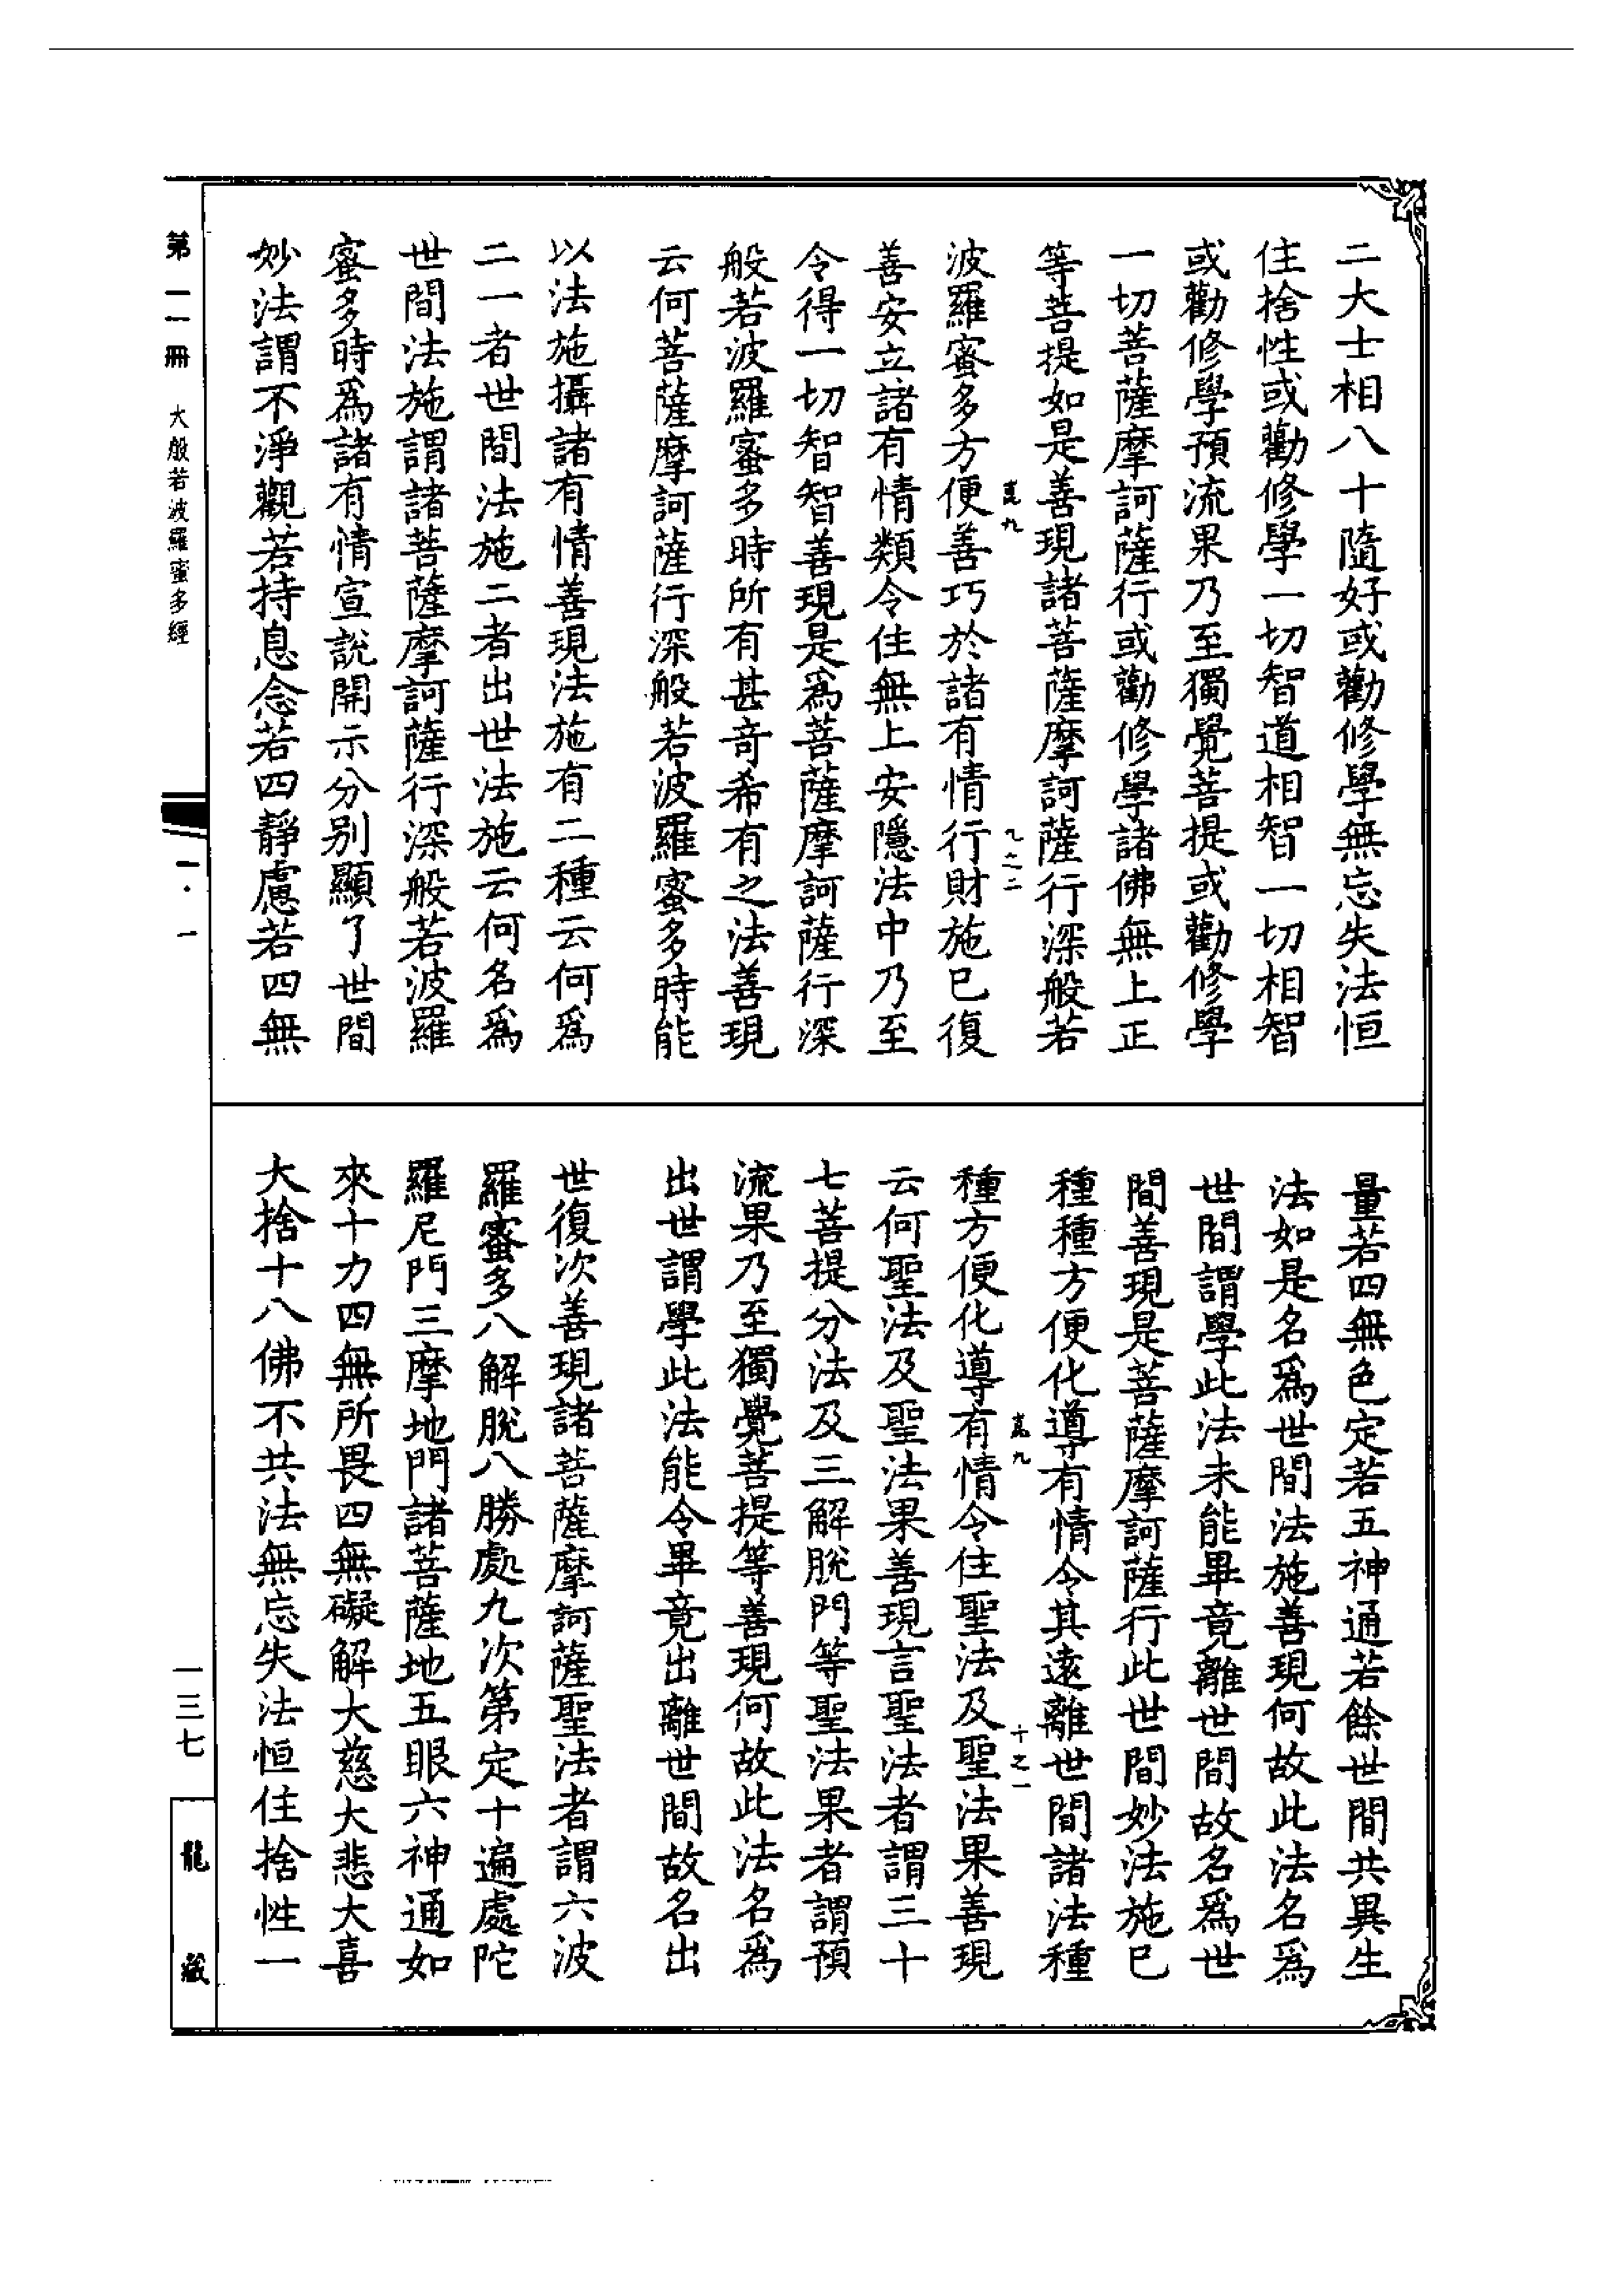 二大士相八十隨好或勸修學無忘失法恒
住捨性或勸修學一切智道相智一切相智
或勸修學預流果乃至獨覺菩提或勸修學
一切菩薩摩訶薩行或勸修學諸佛無上正
等菩提如是善現諸菩薩摩訶薩行深般若
九 九之二
波羅蜜多方便善巧於諸有情行財施已復
善安立諸有情類令住無上安隱法中乃至
令得一切智智善現是爲菩薩摩訶薩行深
般若波羅蜜多時所有甚奇希有之法善現
云何菩薩摩訶薩行深般若波羅蜜多時能
以法施攝諸有情善現法施有二種云何爲
二一者世間法施二者出世法施云何名爲
世間法施謂諸菩薩摩訶薩行深般若波羅
蜜多時爲諸有情宣說開示分別顯了世間
妙法謂不淨觀若持息念若四靜慮若四無
量若四無色定若五神通若餘世間共異生
法如是名爲世間法施善現何故此法名爲
世間謂學此法未能畢竟離世間故名爲世
間善現是菩薩摩訶薩行此世間妙法施已
種種方便化導有情令其遠離世間諸法種
九 十之一
種方便化導有情令住聖法及聖法果善現
云何聖法及聖法果善現言聖法者謂三十
七菩提分法及三解脫門等聖法果者謂預
流果乃至獨覺菩提等善現何故此法名爲
出世謂學此法能令畢竟出離世間故名出
世復次善現諸菩薩摩訶薩聖法者謂六波
羅蜜多八解脫八勝處九次第定十遍處陀
羅尼門三摩地門諸菩薩地五眼六神通如
來十力四無所畏四無礙解大慈大悲大喜
大捨十八佛不共法無忘失法恒住捨性一
第一一冊 大般若波羅蜜多經
一·一
一三七
龍藏